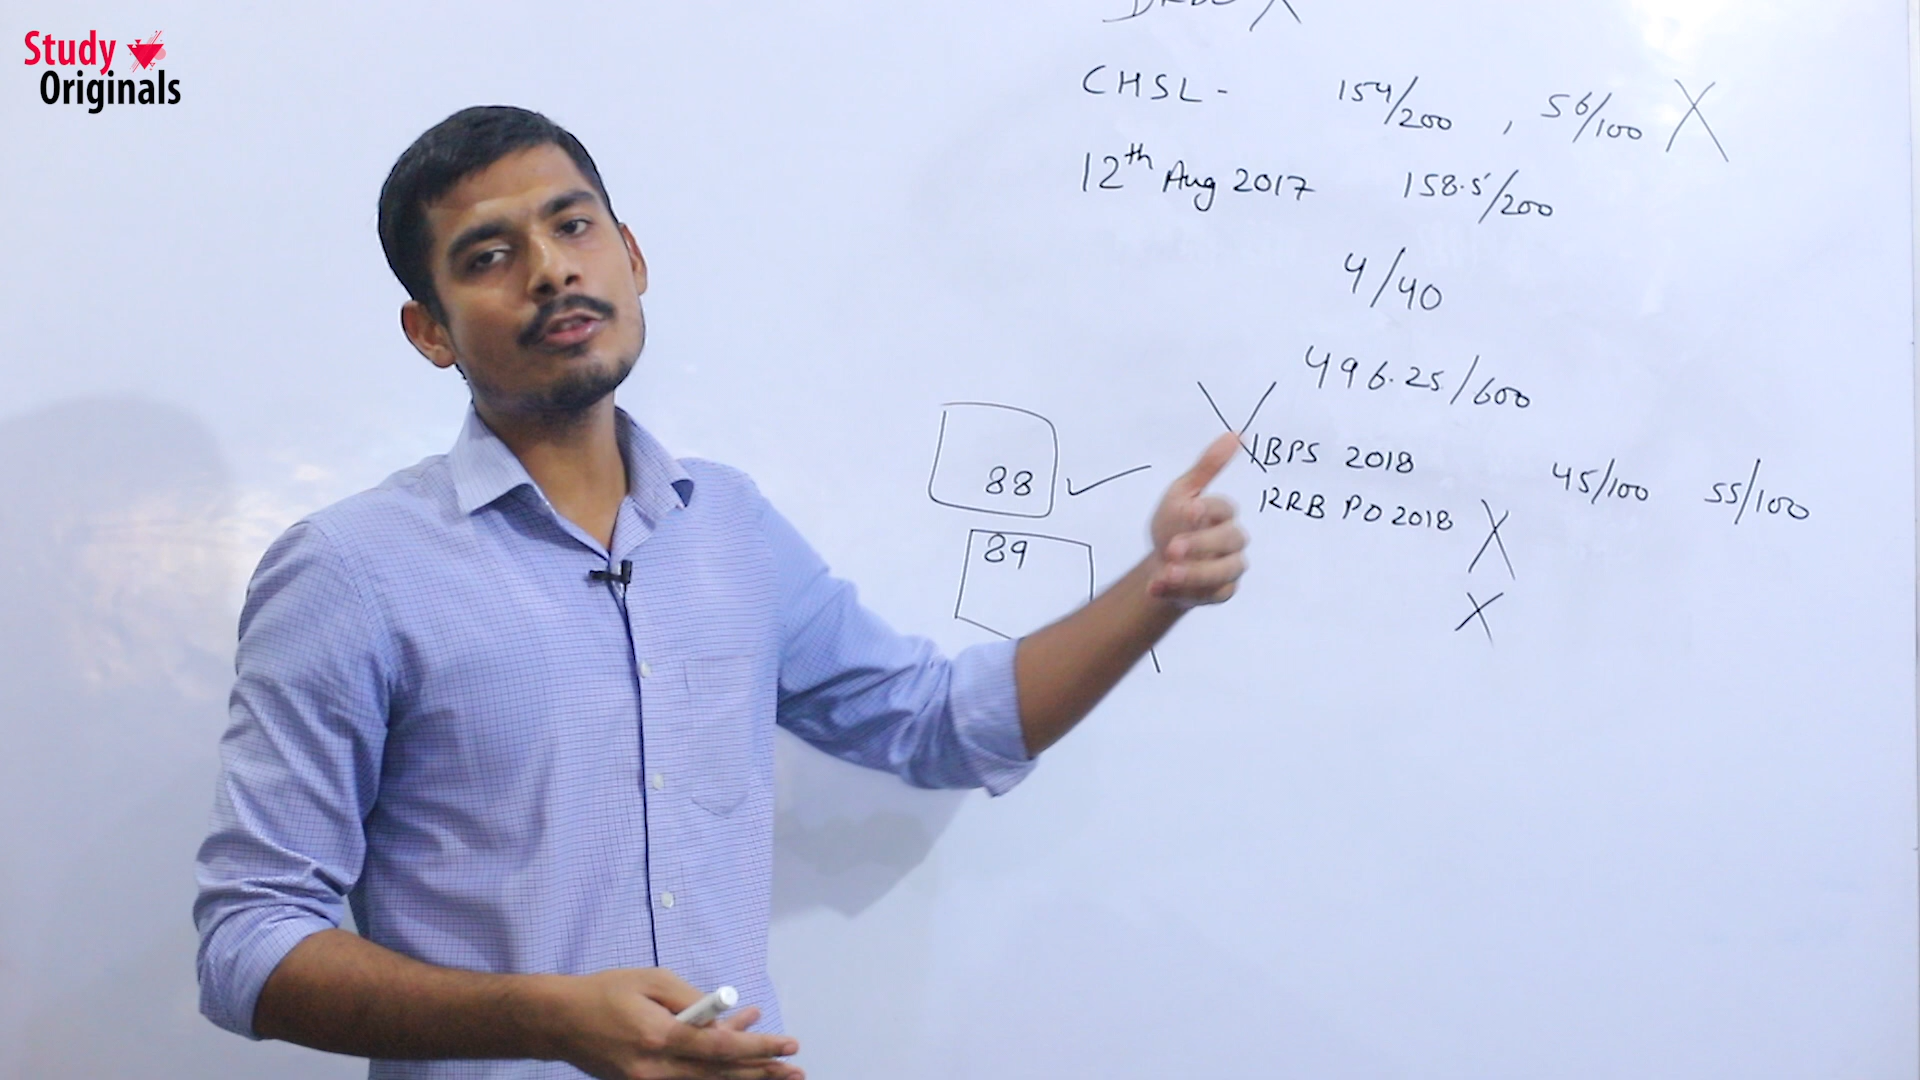 Study
Originals
CHSL - 154/200 , 56/100 X
12th Aug 2017 158.5/200
4/40
496.25/600
X
IBPS 2018 45/100 55/100
88 ✓
RRB PO 2018 X
89
X